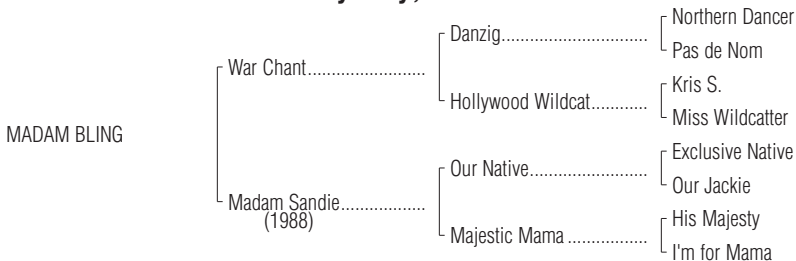 Northern Dancer
Danzig
Pas de Nom
War Chant
Kris S.
Hollywood Wildcat
Miss Wildcatter
MADAM BLING
Exclusive Native
Our Native
Our Jackie
Madam Sandie
(1988)
His Majesty
Majestic Mama
I'm for Mama